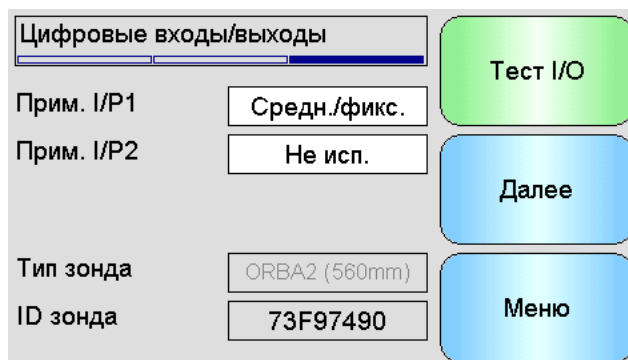 Цифровые входы/выходы
Тест I/O
Прим. I/P1
Средн./фикс.
Прим. I/P2
Не исп.
Далее
Тип зонда
ORBA2 (560mm)
ID зонда
73F97490
Меню